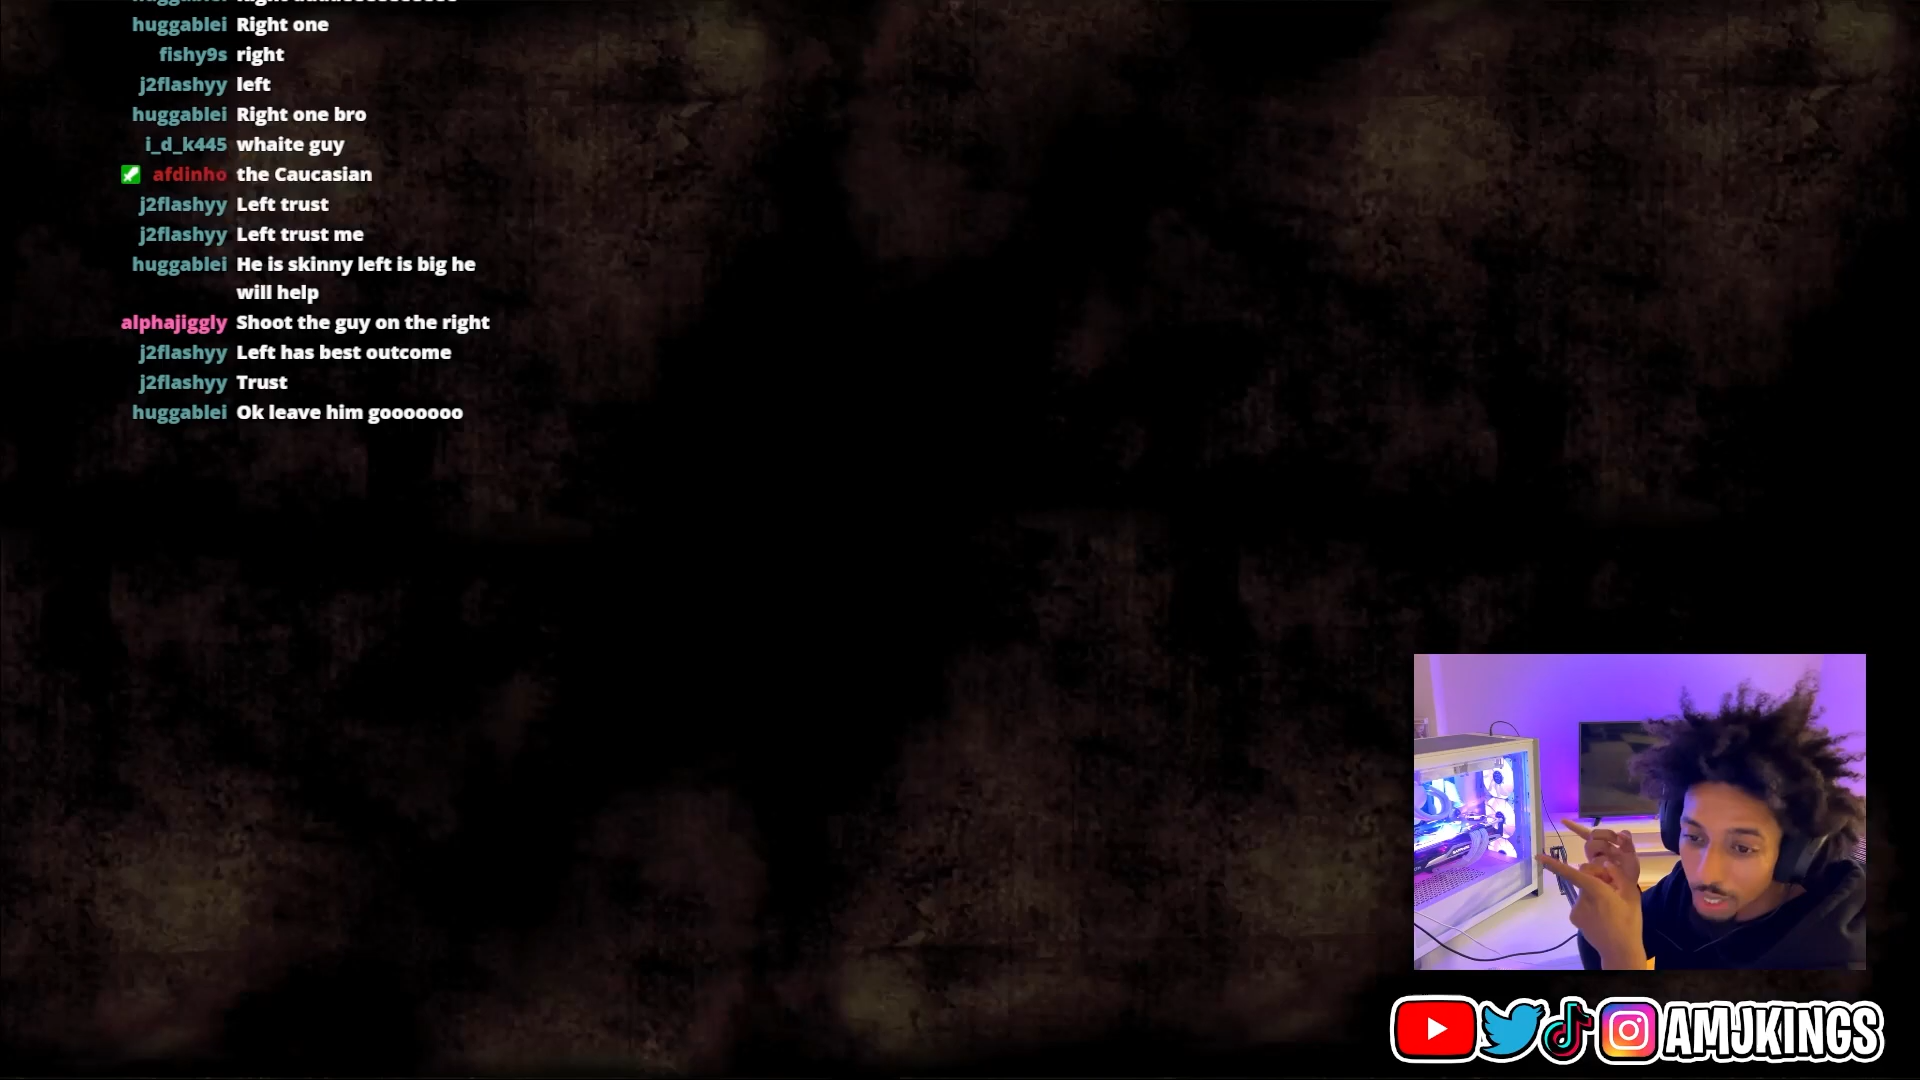 huggablei Right one
fishy9s right
j2flashyy left
huggablei Right one bro
i_d_k445 whaite guy
afdinho the Caucasian
j2flashyy Left trust
j2flashyy Left trust me
huggablei He is skinny left is big he
will help
alphajiggly Shoot the guy on the right
j2flashyy Left has best outcome
j2flashyy Trust
huggablei Ok leave him gooooooo
AMJKINGS